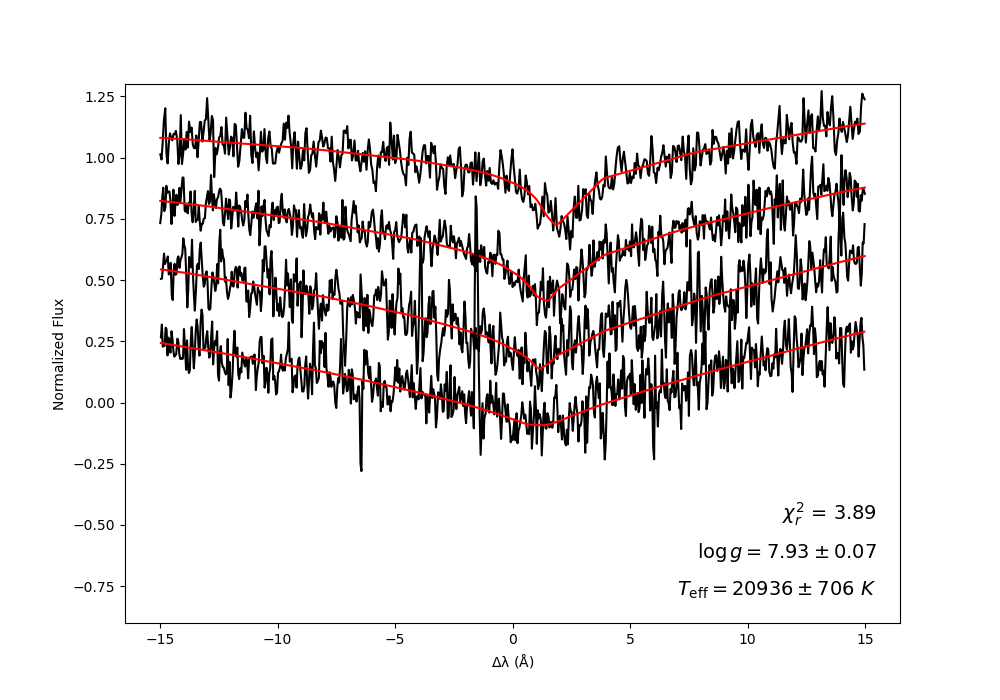 1.25
1.00
0.75
0.50
0.25
0.00
−0.25
−0.50
−0.75
Normalized Flux
χ²ᵣ = 3.89
log g = 7.93 ± 0.07
T_eff = 20936 ± 706 K
−15 −10 −5 0 5 10 15
Δλ (Å)